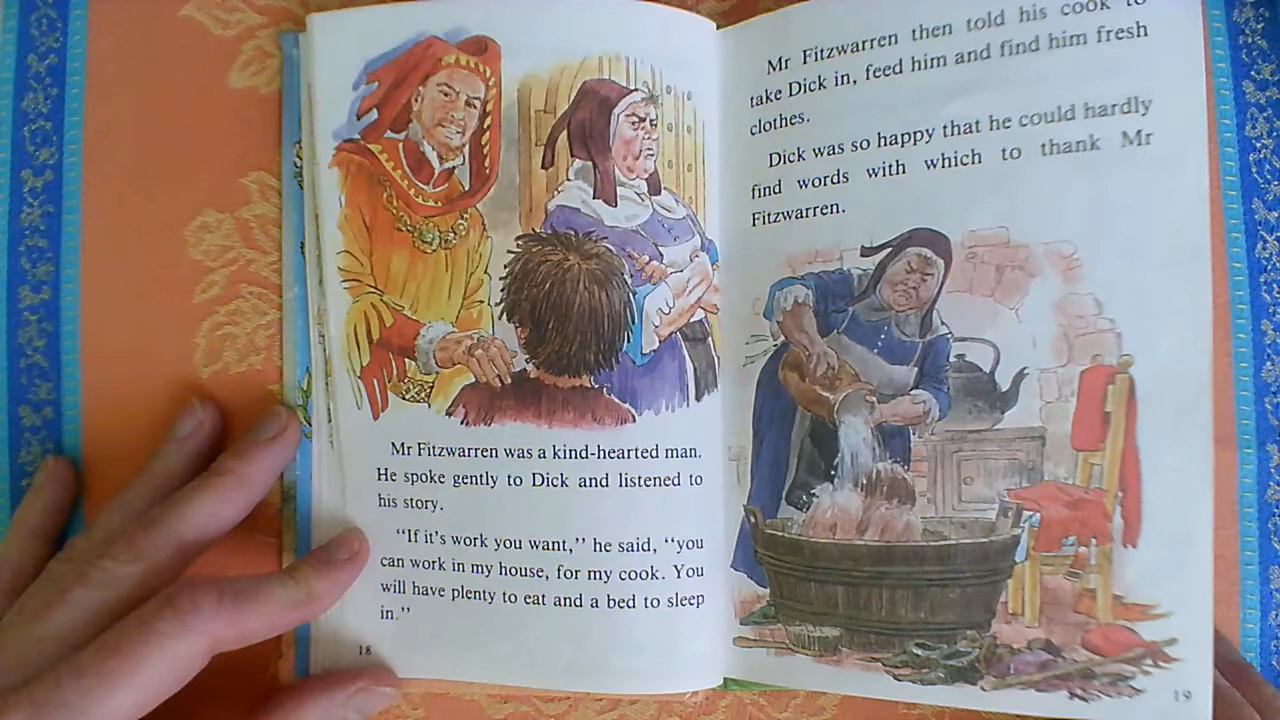 Mr Fitzwarren was a kind-hearted man.
He spoke gently to Dick and listened to
his story.
“If it’s work you want,” he said, “you
can work in my house, for my cook. You
will have plenty to eat and a bed to sleep
in.”
18
Mr Fitzwarren then told his cook to
take Dick in, feed him and find him fresh
clothes.
Dick was so happy that he could hardly
find words with which to thank Mr
Fitzwarren.
19